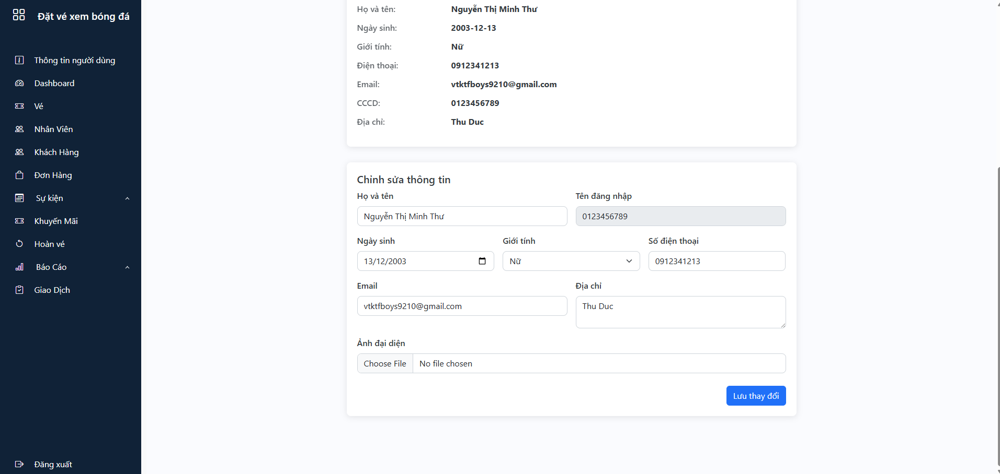 Đặt vé xem bóng đá
Thông tin người dùng
Dashboard
Vé
Nhân Viên
Khách Hàng
Đơn Hàng
Sự kiện
Khuyến Mãi
Hoàn vé
Báo Cáo
Giao Dịch
Đăng xuất
Họ và tên: Nguyễn Thị Minh Thư
Ngày sinh: 2003-12-13
Giới tính: Nữ
Điện thoại: 0912341213
Email: vtktfboys9210@gmail.com
CCCD: 0123456789
Địa chỉ: Thu Duc
Chỉnh sửa thông tin
Họ và tên Tên đăng nhập
Nguyễn Thị Minh Thư 0123456789
Ngày sinh Giới tính Số điện thoại
13/12/2003 Nữ 0912341213
Email Địa chỉ
vtktfboys9210@gmail.com Thu Duc
Ảnh đại diện
Choose File No file chosen
Lưu thay đổi